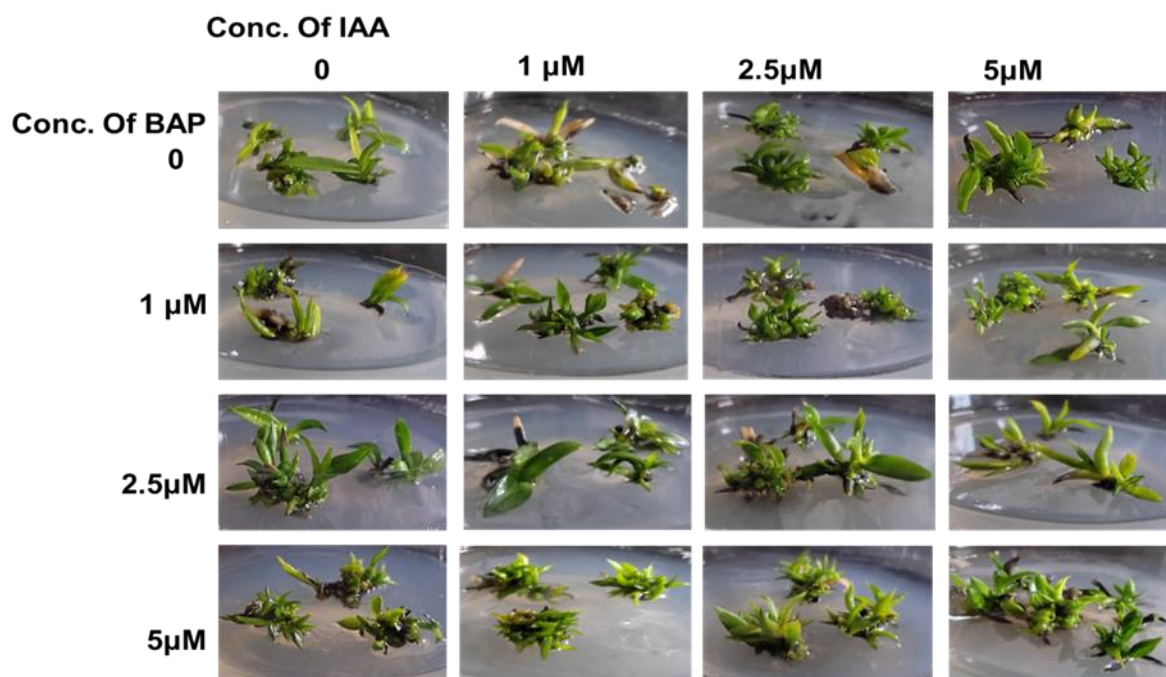 Conc. Of IAA
0 1 µM 2.5µM 5µM
Conc. Of BAP
0
1 µM
2.5µM
5µM